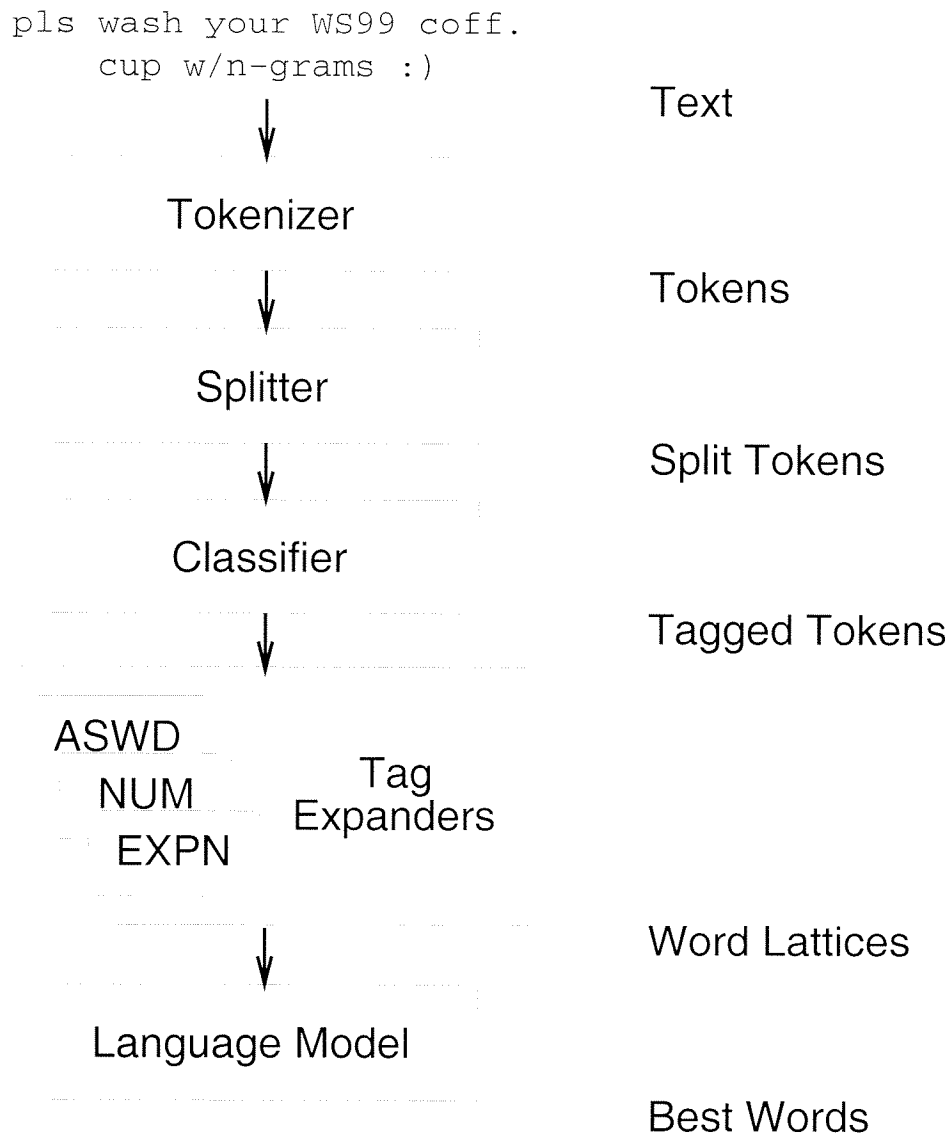 pls wash your WS99 coff.
cup w/n-grams :)
Text
Tokenizer
Tokens
Splitter
Split Tokens
Classifier
Tagged Tokens
ASWD
NUM
EXPN
Tag
Expanders
Word Lattices
Language Model
Best Words